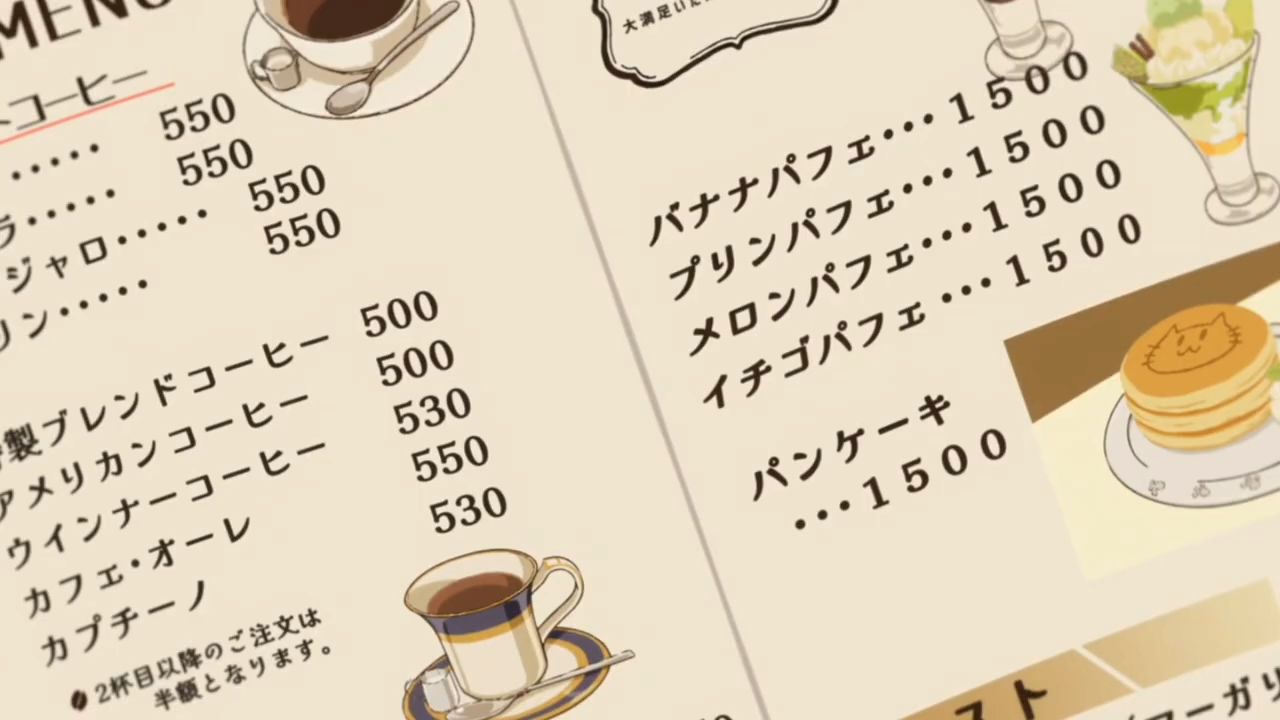 MENU
トコーヒー
・・・・・ 550
ラ・・・・・ 550
ジャロ・・・・・ 550
リン・・・・・ 550
製ブレンドコーヒー 500
アメリカンコーヒー 500
ウインナーコーヒー 530
カフェ・オーレ 550
カプチーノ 530
2杯目以降のご注文は
半額となります。
大満足いた
バナナパフェ・・・1500
プリンパフェ・・・1500
メロンパフェ・・・1500
イチゴパフェ・・・1500
パンケーキ
・・・1500
スト